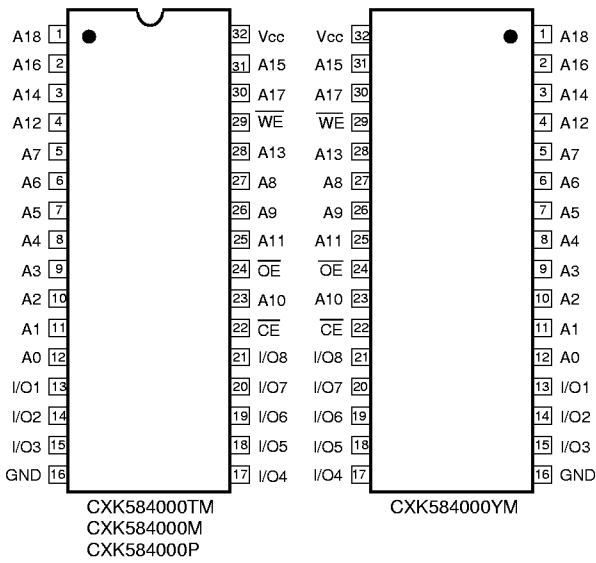 A18 1 32 Vcc Vcc 32 1 A18
A16 2 31 A15 A15 31 2 A16
A14 3 30 A17 A17 30 3 A14
A12 4 29 W̅E̅ W̅E̅ 29 4 A12
A7 5 28 A13 A13 28 5 A7
A6 6 27 A8 A8 27 6 A6
A5 7 26 A9 A9 26 7 A5
A4 8 25 A11 A11 25 8 A4
A3 9 24 O̅E̅ O̅E̅ 24 9 A3
A2 10 23 A10 A10 23 10 A2
A1 11 22 C̅E̅ C̅E̅ 22 11 A1
A0 12 21 I/O8 I/O8 21 12 A0
I/O1 13 20 I/O7 I/O7 20 13 I/O1
I/O2 14 19 I/O6 I/O6 19 14 I/O2
I/O3 15 18 I/O5 I/O5 18 15 I/O3
GND 16 17 I/O4 I/O4 17 16 GND
CXK584000TM CXK584000YM
CXK584000M
CXK584000P